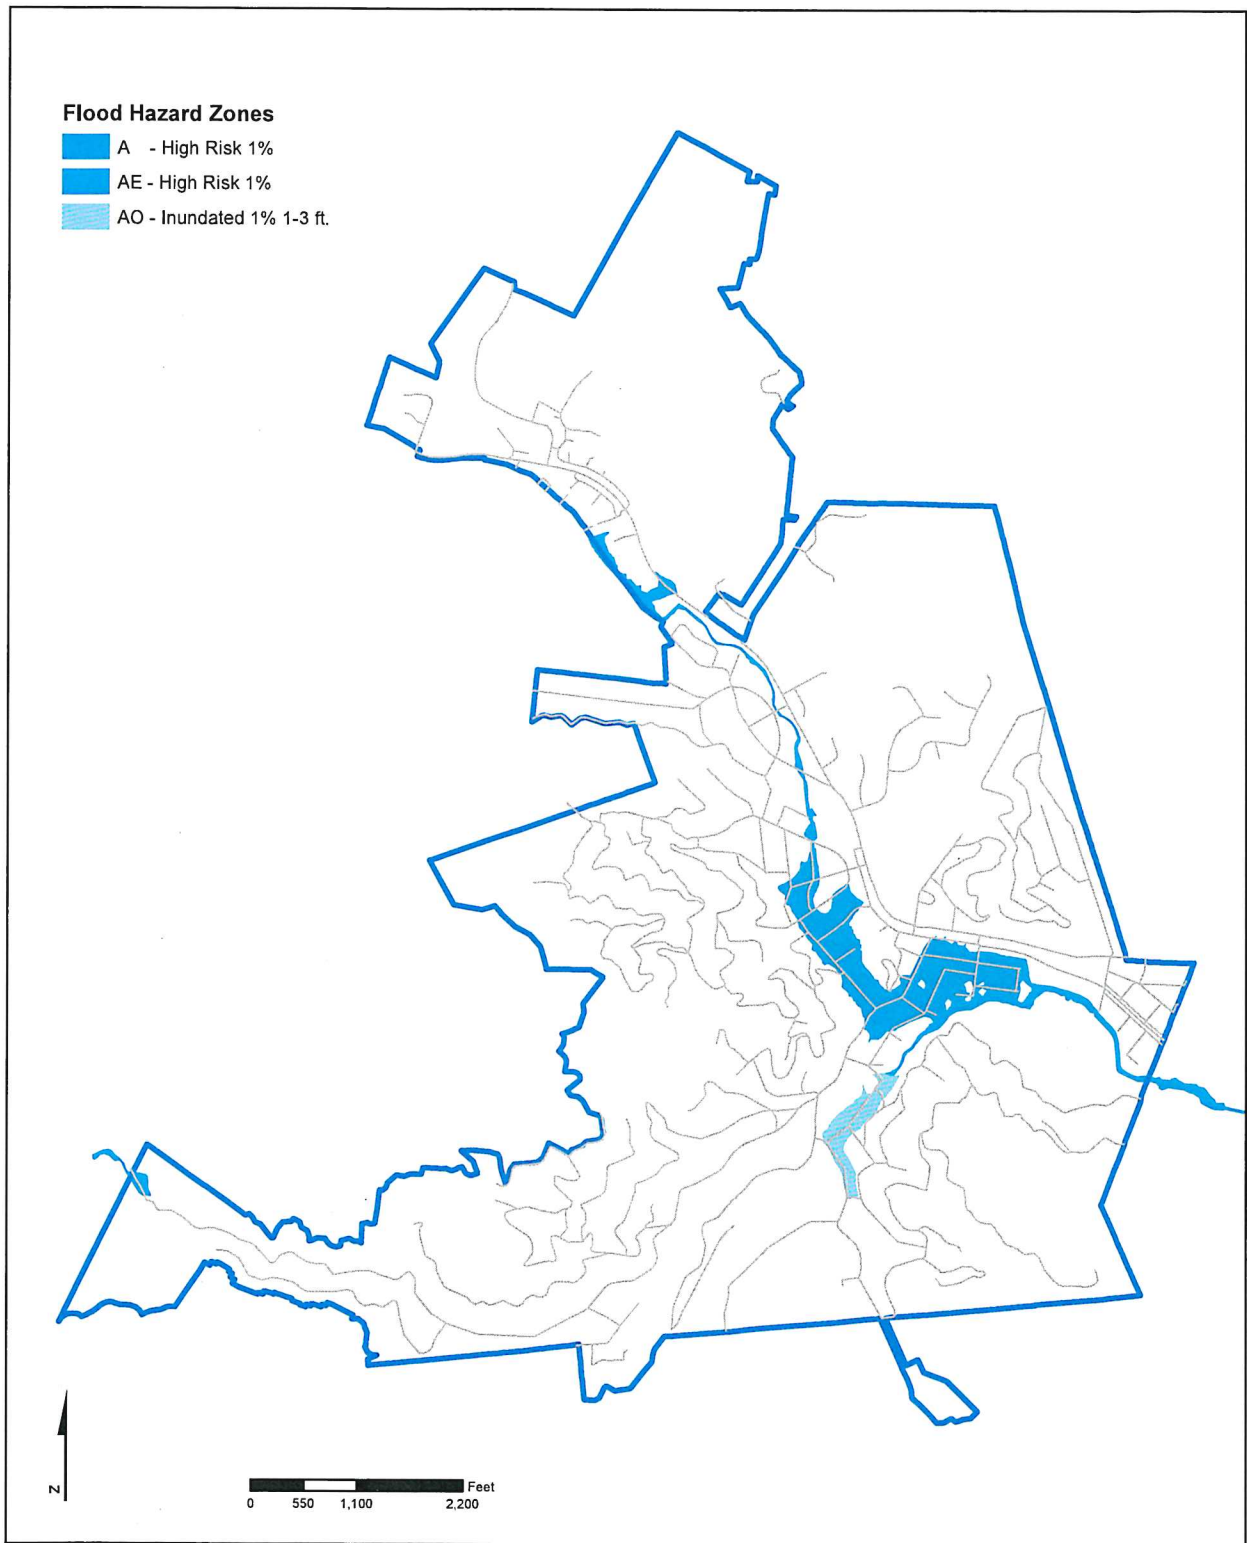 Flood Hazard Zones
A - High Risk 1%
AE - High Risk 1%
AO - Inundated 1% 1-3 ft.
N
Feet
0 550 1,100 2,200